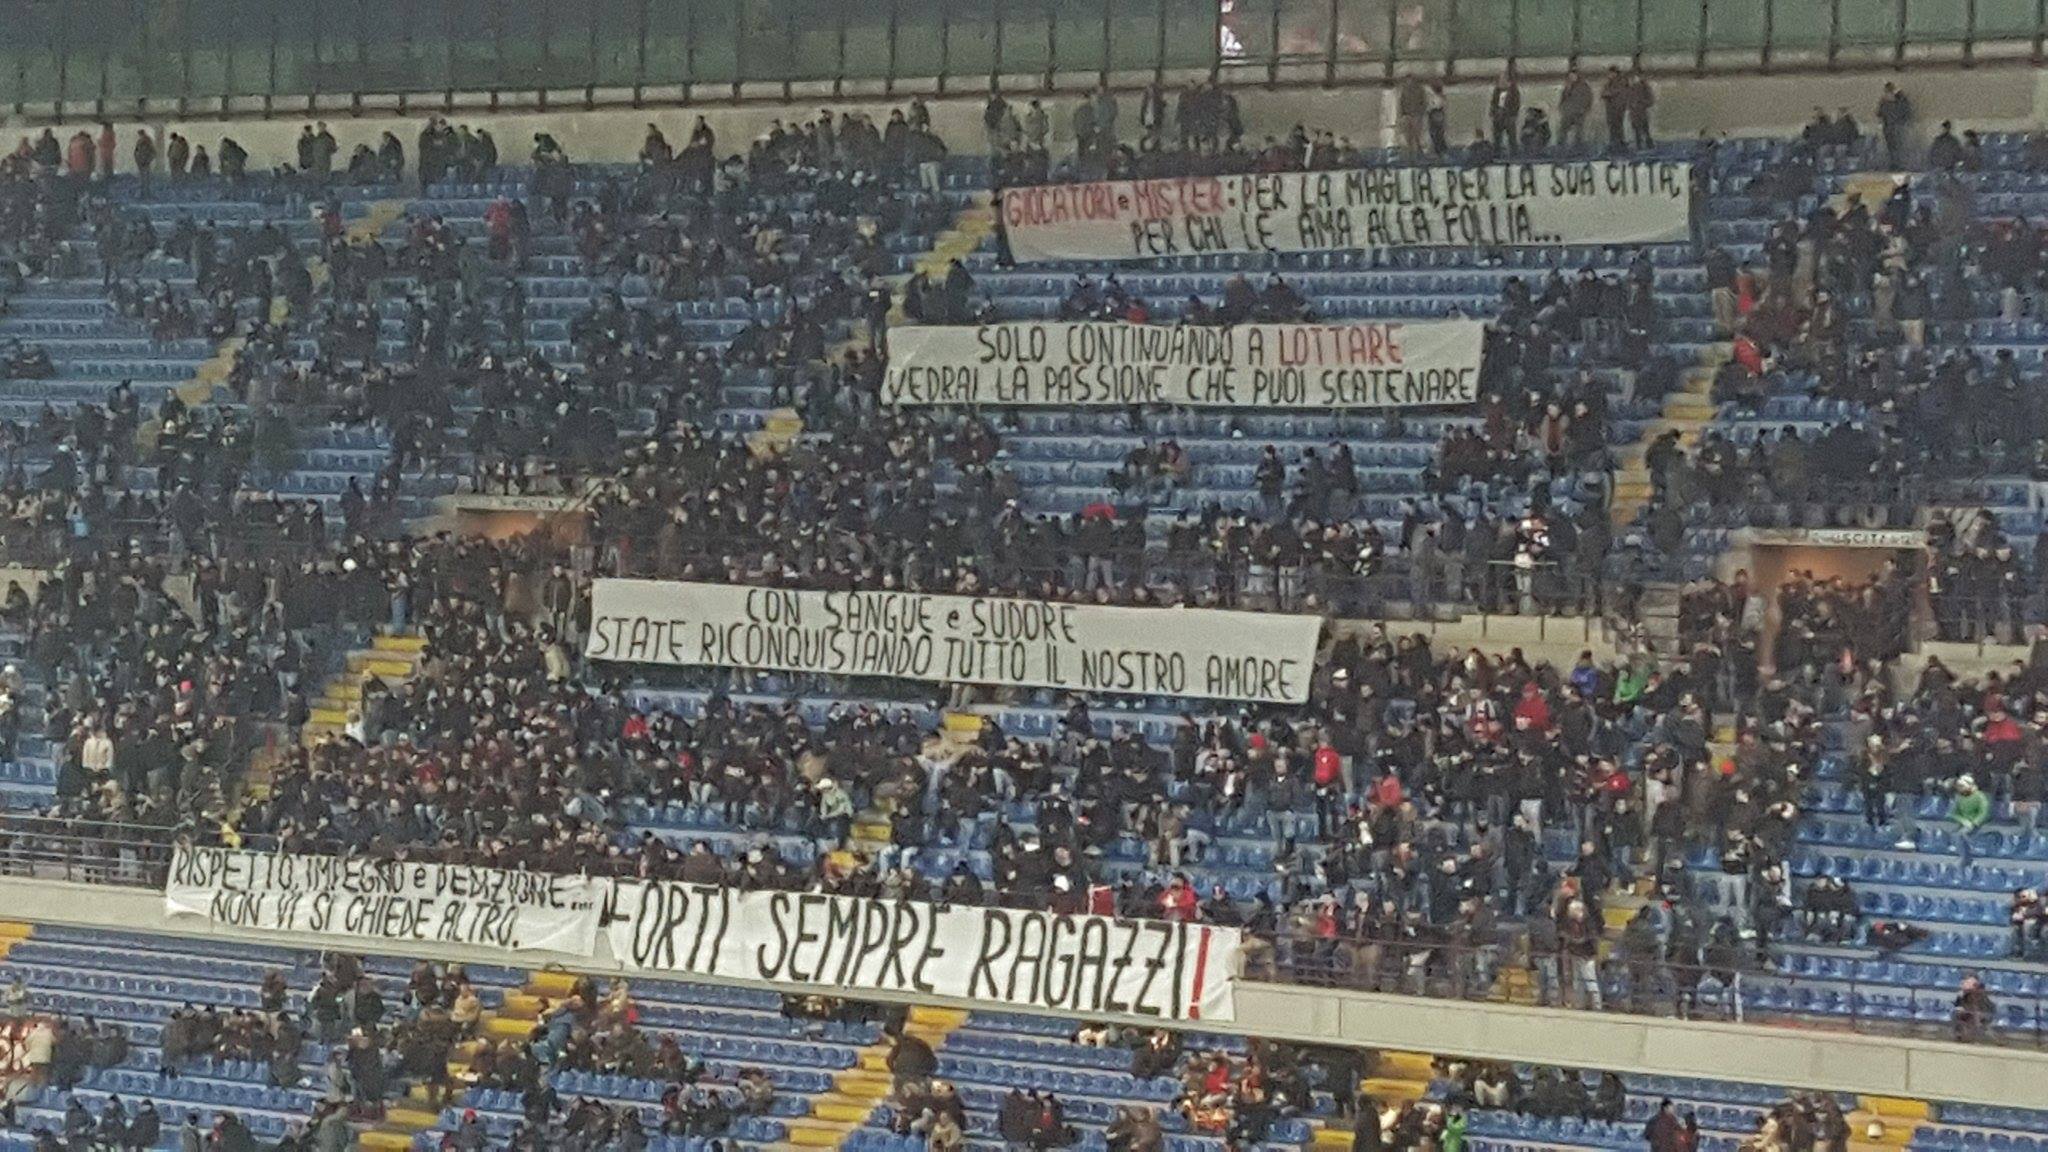 GIOCATORI e MISTER: PER LA MAGLIA, PER LA SUA CITTÀ,
PER CHI LE AMA ALLA FOLLIA...
SOLO CONTINUANDO A LOTTARE
VEDRAI LA PASSIONE CHE PUOI SCATENARE
CON SANGUE e SUDORE
STATE RICONQUISTANDO TUTTO IL NOSTRO AMORE
RISPETTO, IMPEGNO e DEDIZIONE....
NON VI SI CHIEDE ALTRO.
FORTI SEMPRE RAGAZZI!
USCITA